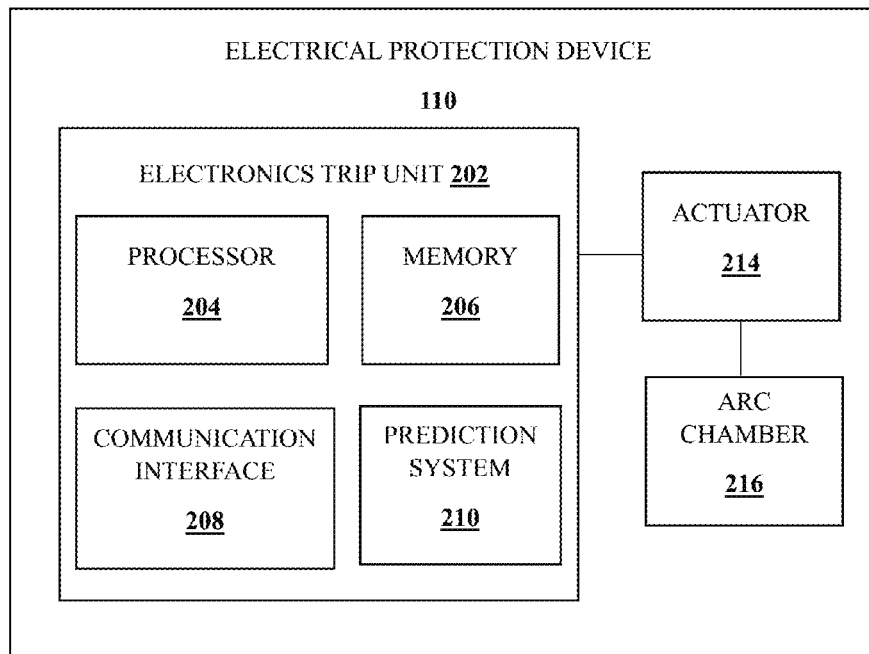 ELECTRICAL PROTECTION DEVICE
110
ELECTRONICS TRIP UNIT 202
PROCESSOR
204
MEMORY
206
COMMUNICATION
INTERFACE
208
PREDICTION
SYSTEM
210
ACTUATOR
214
ARC
CHAMBER
216